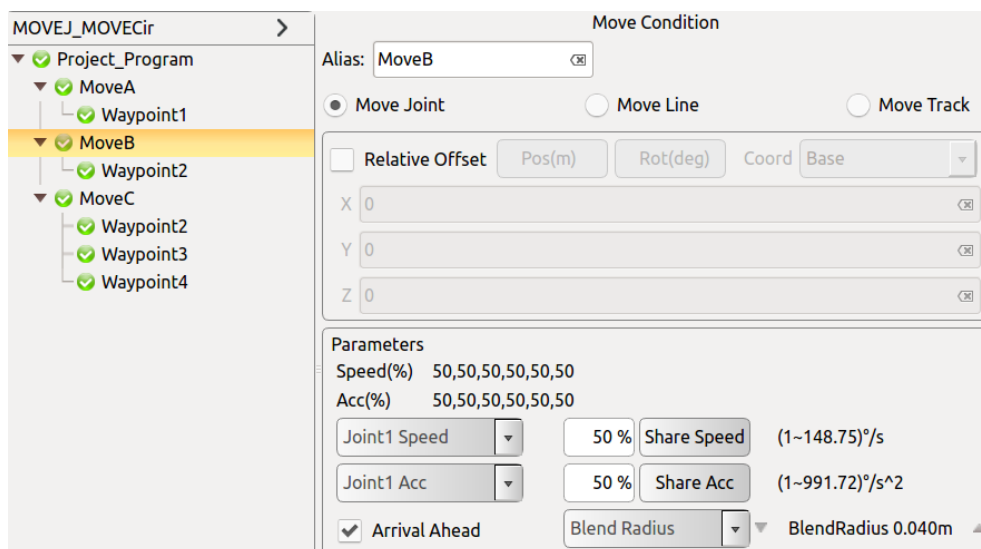 MOVEJ_MOVECir
Project_Program
MoveA
Waypoint1
MoveB
Waypoint2
MoveC
Waypoint2
Waypoint3
Waypoint4
Move Condition
Alias: MoveB
Move Joint Move Line Move Track
Relative Offset Pos(m) Rot(deg) Coord Base
X 0
Y 0
Z 0
Parameters
Speed(%) 50,50,50,50,50,50
Acc(%) 50,50,50,50,50,50
Joint1 Speed 50 % Share Speed (1~148.75)°/s
Joint1 Acc 50 % Share Acc (1~991.72)°/s^2
Arrival Ahead Blend Radius BlendRadius 0.040m